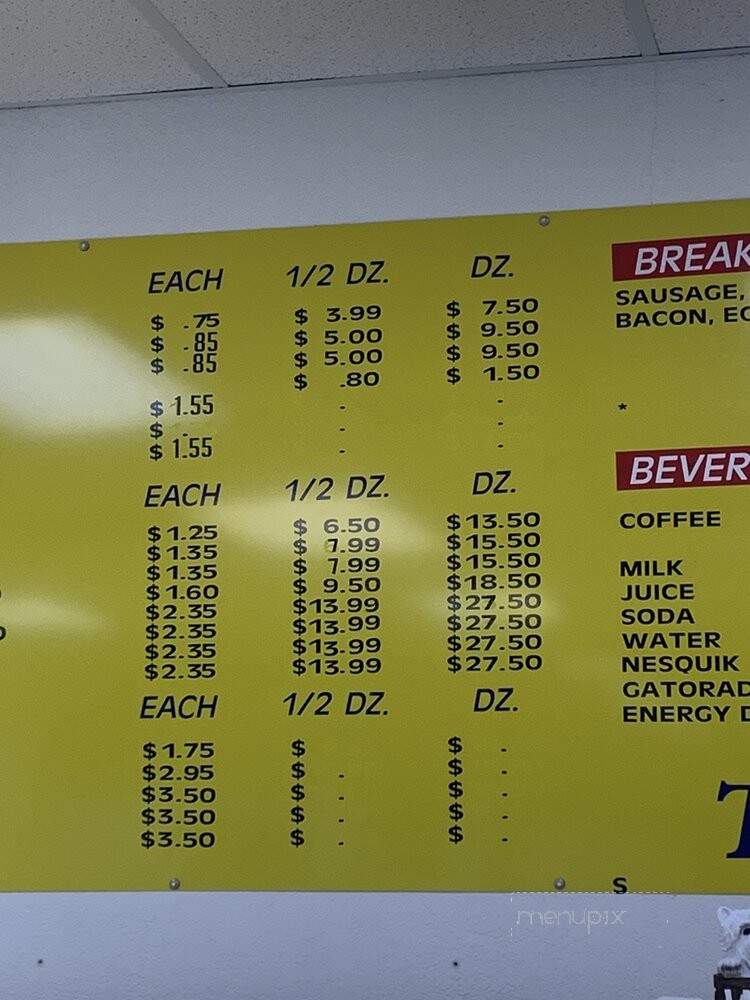 EACH 1/2 DZ. DZ.
$ .75 $ 3.99 $ 7.50
$ .85 $ 5.00 $ 9.50
$ .85 $ 5.00 $ 9.50
$ .80 $ 1.50
$ 1.55 - -
$ . - -
$ 1.55 - -
EACH 1/2 DZ. DZ.
$1.25 $ 6.50 $13.50
$1.35 $ 7.99 $15.50
$1.35 $ 7.99 $15.50
$1.60 $ 9.50 $18.50
$2.35 $13.99 $27.50
$2.35 $13.99 $27.50
$2.35 $13.99 $27.50
$2.35 $13.99 $27.50
EACH 1/2 DZ. DZ.
$1.75 $ $ .
$2.95 $ . $ .
$3.50 $ . $ .
$3.50 $ . $ .
$3.50 $ . $ .
BREAK
SAUSAGE,
BACON, EG
*
BEVER
COFFEE
MILK
JUICE
SODA
WATER
NESQUIK
GATORAD
ENERGY D
T
S
menupix